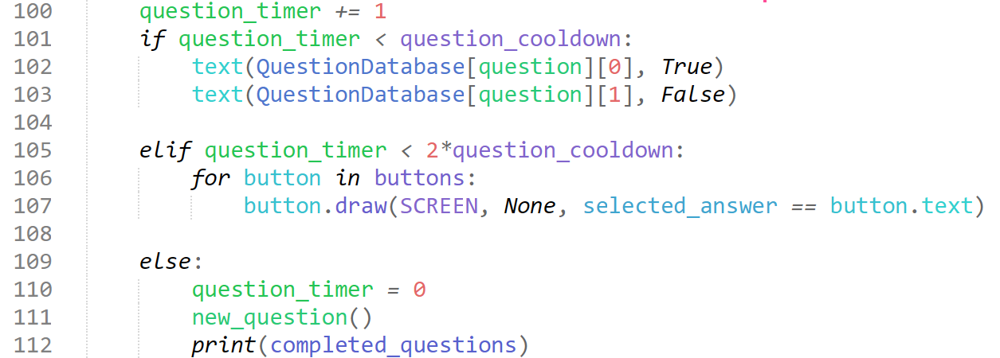 100 question_timer += 1
101 if question_timer < question_cooldown:
102 text(QuestionDatabase[question][0], True)
103 text(QuestionDatabase[question][1], False)
104
105 elif question_timer < 2*question_cooldown:
106 for button in buttons:
107 button.draw(SCREEN, None, selected_answer == button.text)
108
109 else:
110 question_timer = 0
111 new_question()
112 print(completed_questions)